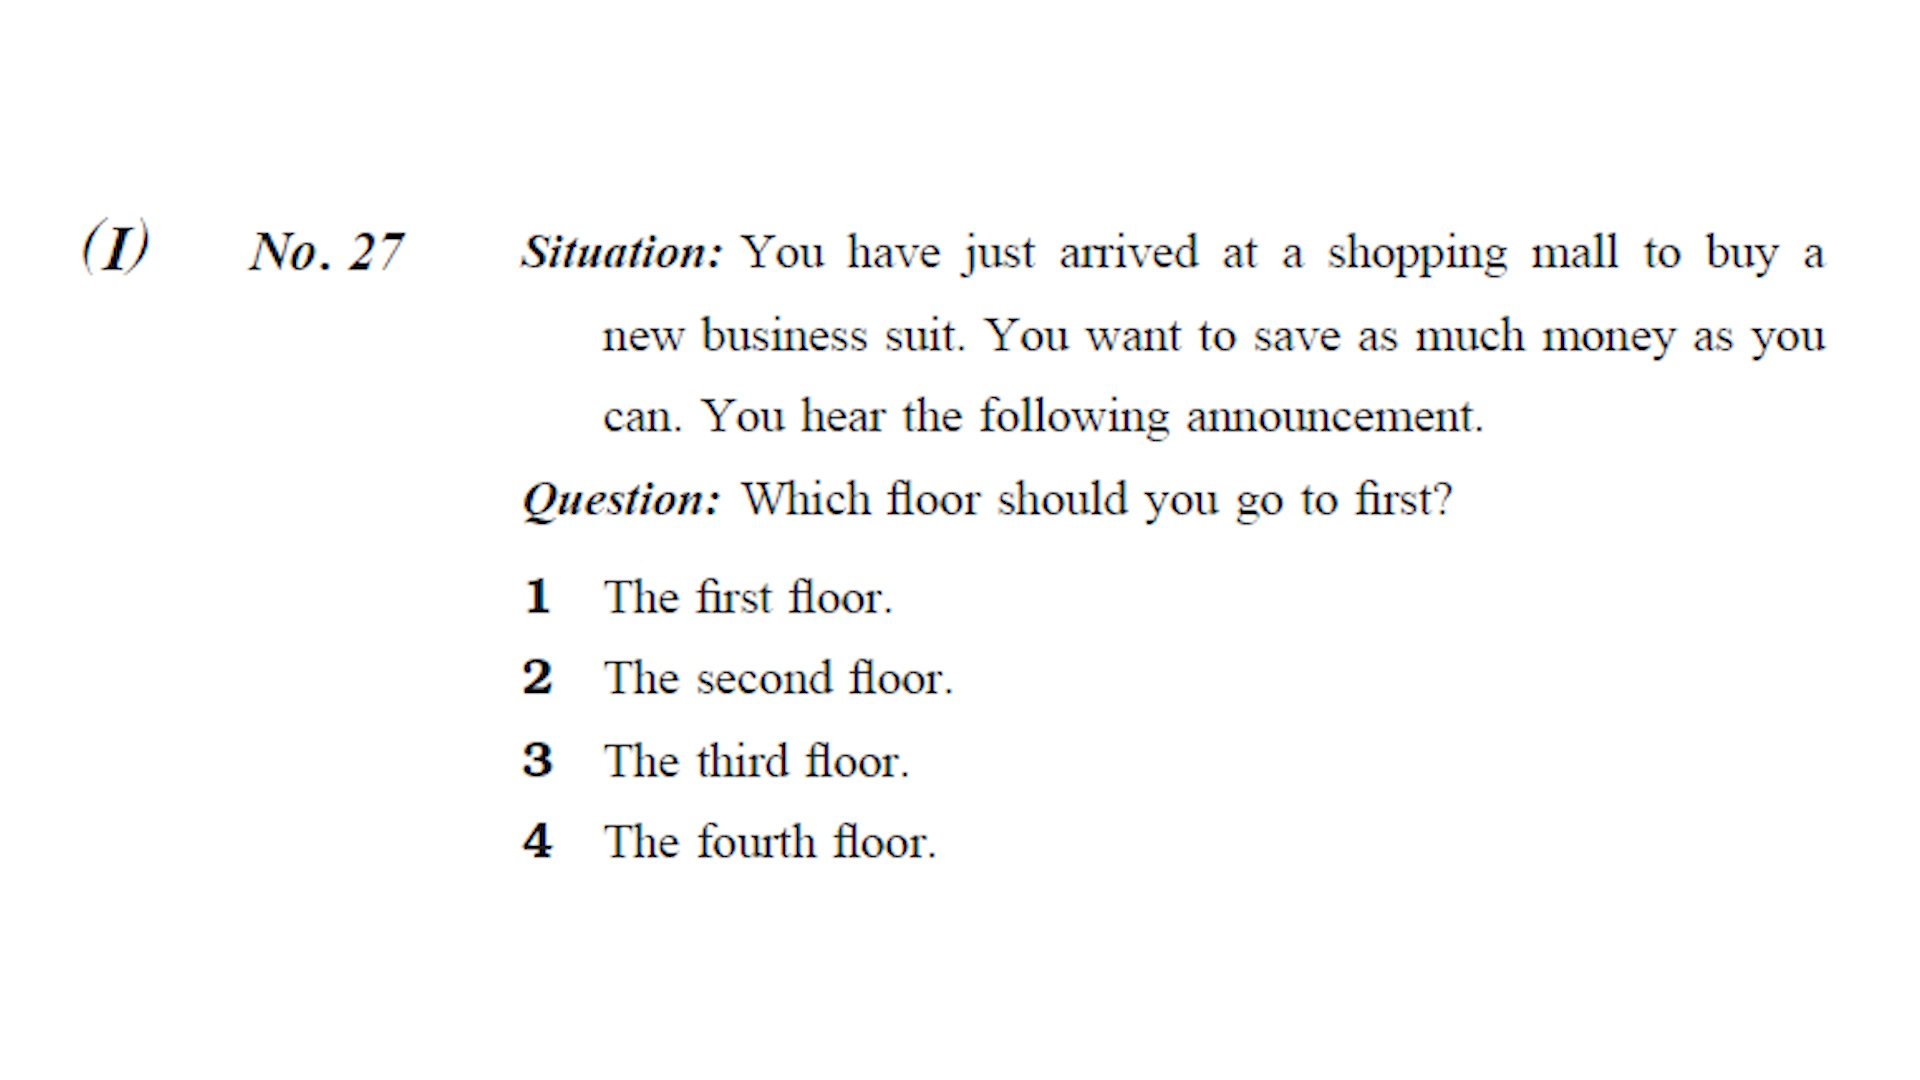 (I) No. 27 Situation: You have just arrived at a shopping mall to buy a
new business suit. You want to save as much money as you
can. You hear the following announcement.
Question: Which floor should you go to first?
1 The first floor.
2 The second floor.
3 The third floor.
4 The fourth floor.